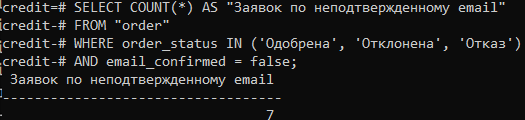 credit=# SELECT COUNT(*) AS "Заявок по неподтвержденному email"
credit-# FROM "order"
credit-# WHERE order_status IN ('Одобрена', 'Отклонена', 'Отказ')
credit-# AND email_confirmed = false;
Заявок по неподтвержденному email
-----------------------------------
7